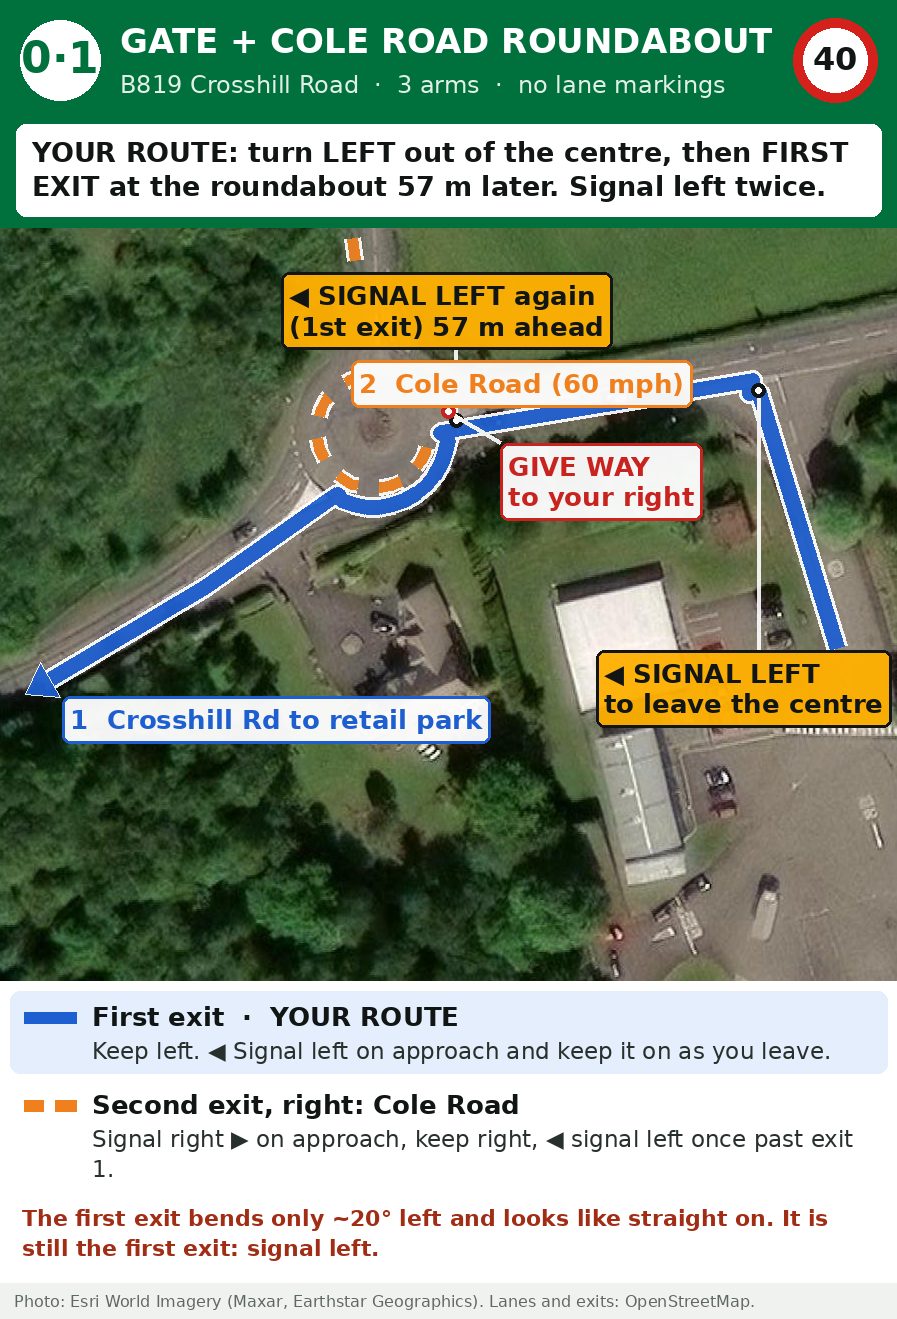 0·1
GATE + COLE ROAD ROUNDABOUT
B819 Crosshill Road · 3 arms · no lane markings
40
YOUR ROUTE: turn LEFT out of the centre, then FIRST
EXIT at the roundabout 57 m later. Signal left twice.
◀ SIGNAL LEFT again
(1st exit) 57 m ahead
2 Cole Road (60 mph)
GIVE WAY
to your right
◀ SIGNAL LEFT
to leave the centre
1 Crosshill Rd to retail park
First exit · YOUR ROUTE
Keep left. ◀ Signal left on approach and keep it on as you leave.
Second exit, right: Cole Road
Signal right ▶ on approach, keep right, ◀ signal left once past exit
1.
The first exit bends only ~20° left and looks like straight on. It is
still the first exit: signal left.
Photo: Esri World Imagery (Maxar, Earthstar Geographics). Lanes and exits: OpenStreetMap.